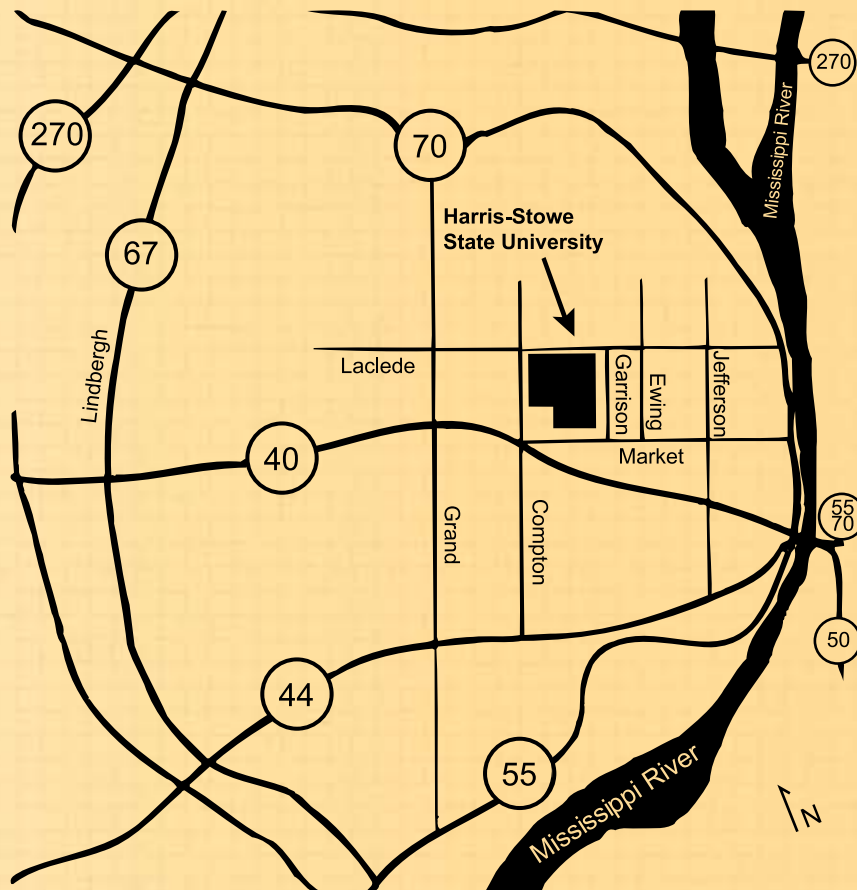 270
270
70
Mississippi River
Harris-Stowe
State University
67
Lindbergh
Laclede
Garrison
Ewing
Jefferson
40
Market
Grand
Compton
55
70
50
44
55
Mississippi River
N